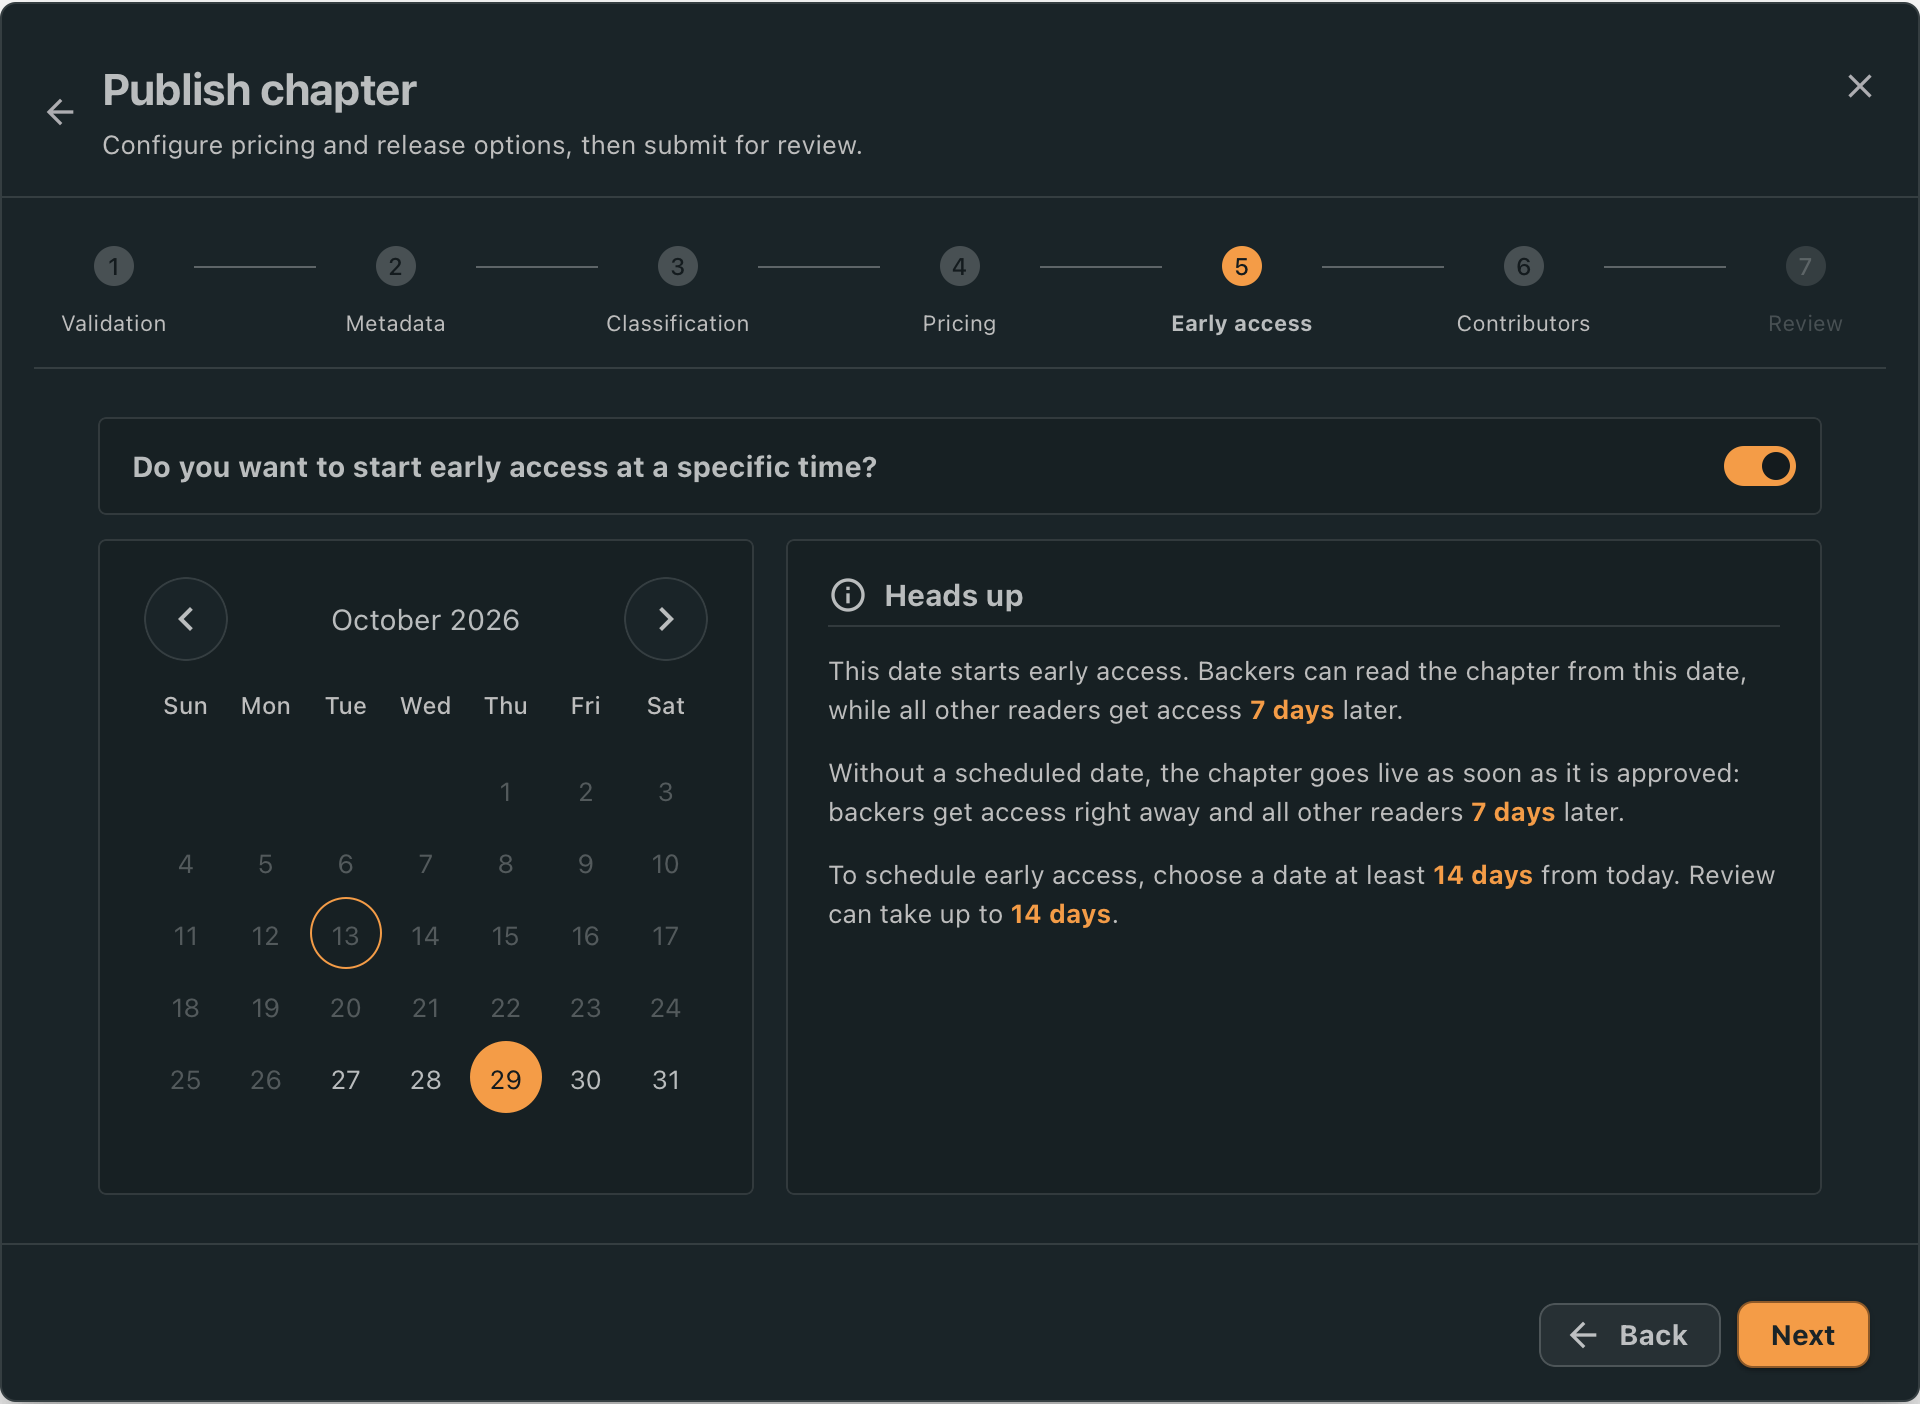 Publish chapter
Configure pricing and release options, then submit for review.
1 2 3 4 5 6 7
Validation Metadata Classification Pricing Early access Contributors Review
Do you want to start early access at a specific time?
October 2026
Sun Mon Tue Wed Thu Fri Sat
1 2 3
4 5 6 7 8 9 10
11 12 13 14 15 16 17
18 19 20 21 22 23 24
25 26 27 28 29 30 31
Heads up
This date starts early access. Backers can read the chapter from this date,
while all other readers get access 7 days later.
Without a scheduled date, the chapter goes live as soon as it is approved:
backers get access right away and all other readers 7 days later.
To schedule early access, choose a date at least 14 days from today. Review
can take up to 14 days.
Back Next